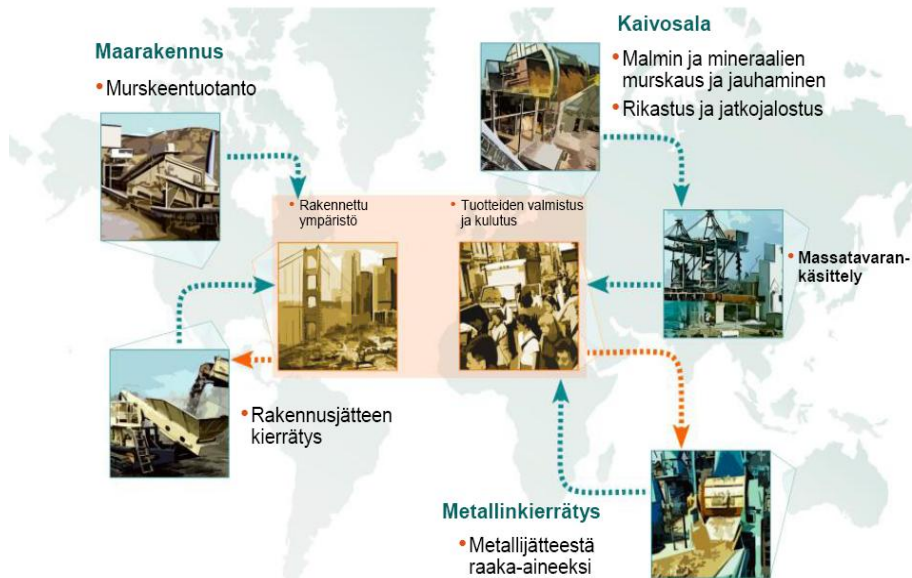 Maarakennus
• Murskeentuotanto
Kaivosala
• Malmin ja mineraalien
murskaus ja jauhaminen
• Rikastus ja jatkojalostus
• Rakennettu
ympäristö
• Tuotteiden valmistus
ja kulutus
• Massatavaran-
käsittely
• Rakennusjätteen
kierrätys
Metallinkierrätys
• Metallijätteestä
raaka-aineeksi